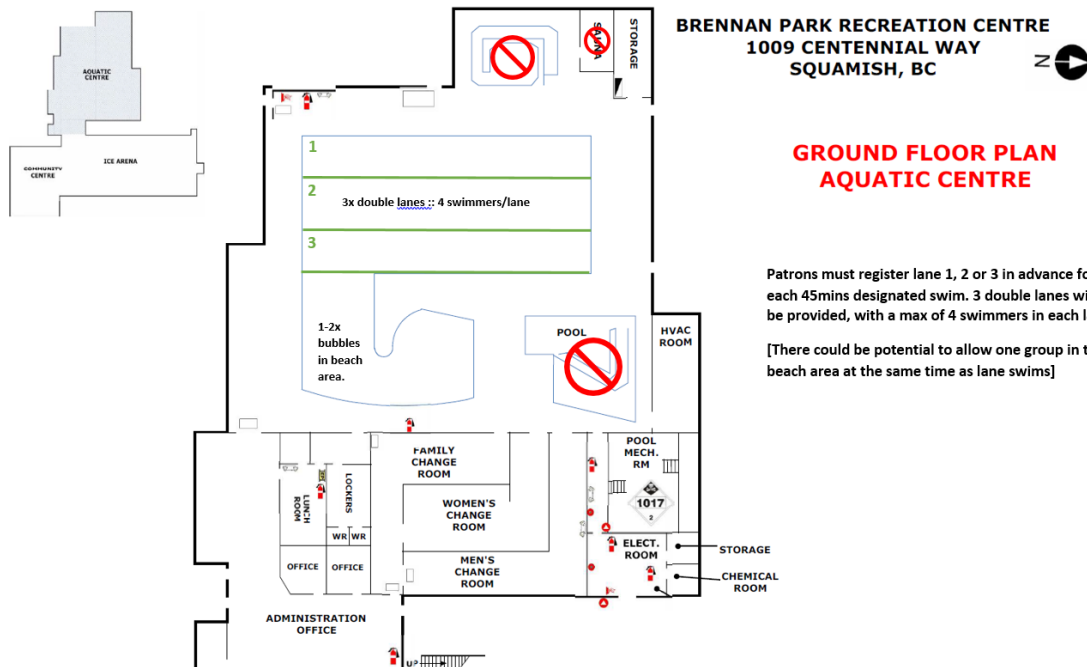 BRENNAN PARK RECREATION CENTRE
1009 CENTENNIAL WAY
SQUAMISH, BC
N
GROUND FLOOR PLAN
AQUATIC CENTRE
AQUATIC
CENTRE
ICE ARENA
COMMUNITY
CENTRE
SAUNA
STORAGE
1
2
3x double lanes :: 4 swimmers/lane
3
Patrons must register lane 1, 2 or 3 in advance fo
each 45mins designated swim. 3 double lanes wi
be provided, with a max of 4 swimmers in each l
[There could be potential to allow one group in t
beach area at the same time as lane swims]
1-2x
bubbles
in beach
area.
POOL
HVAC
ROOM
FAMILY
CHANGE
ROOM
POOL
MECH.
RM
LUNCH
ROOM
LOCKERS
WOMEN'S
CHANGE
ROOM
1017
2
WR WR
OFFICE
OFFICE
MEN'S
CHANGE
ROOM
ELECT.
ROOM
STORAGE
CHEMICAL
ROOM
ADMINISTRATION
OFFICE
UP